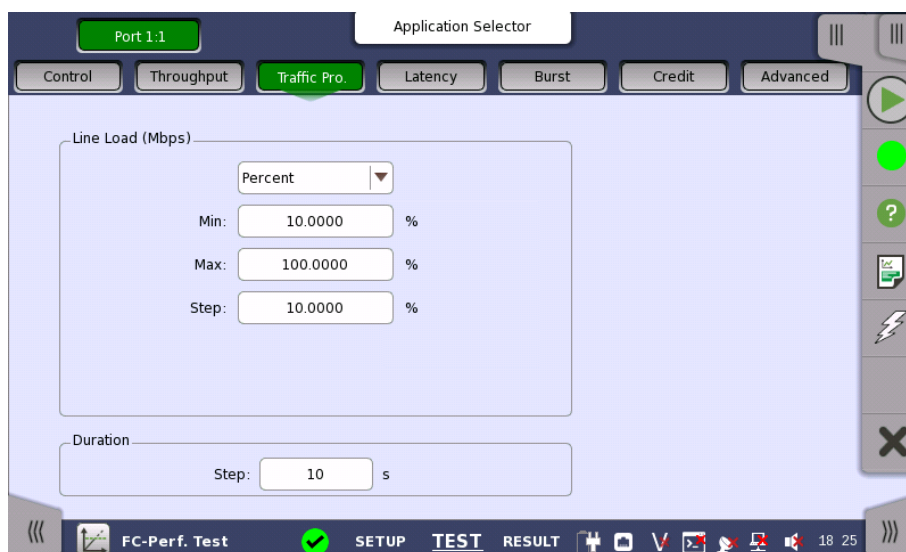 Port 1:1
Application Selector
Control
Throughput
Traffic Pro.
Latency
Burst
Credit
Advanced
Line Load (Mbps)
Percent
Min: 10.0000 %
Max: 100.0000 %
Step: 10.0000 %
Duration
Step: 10 s
FC-Perf. Test
SETUP
TEST
RESULT
18 25